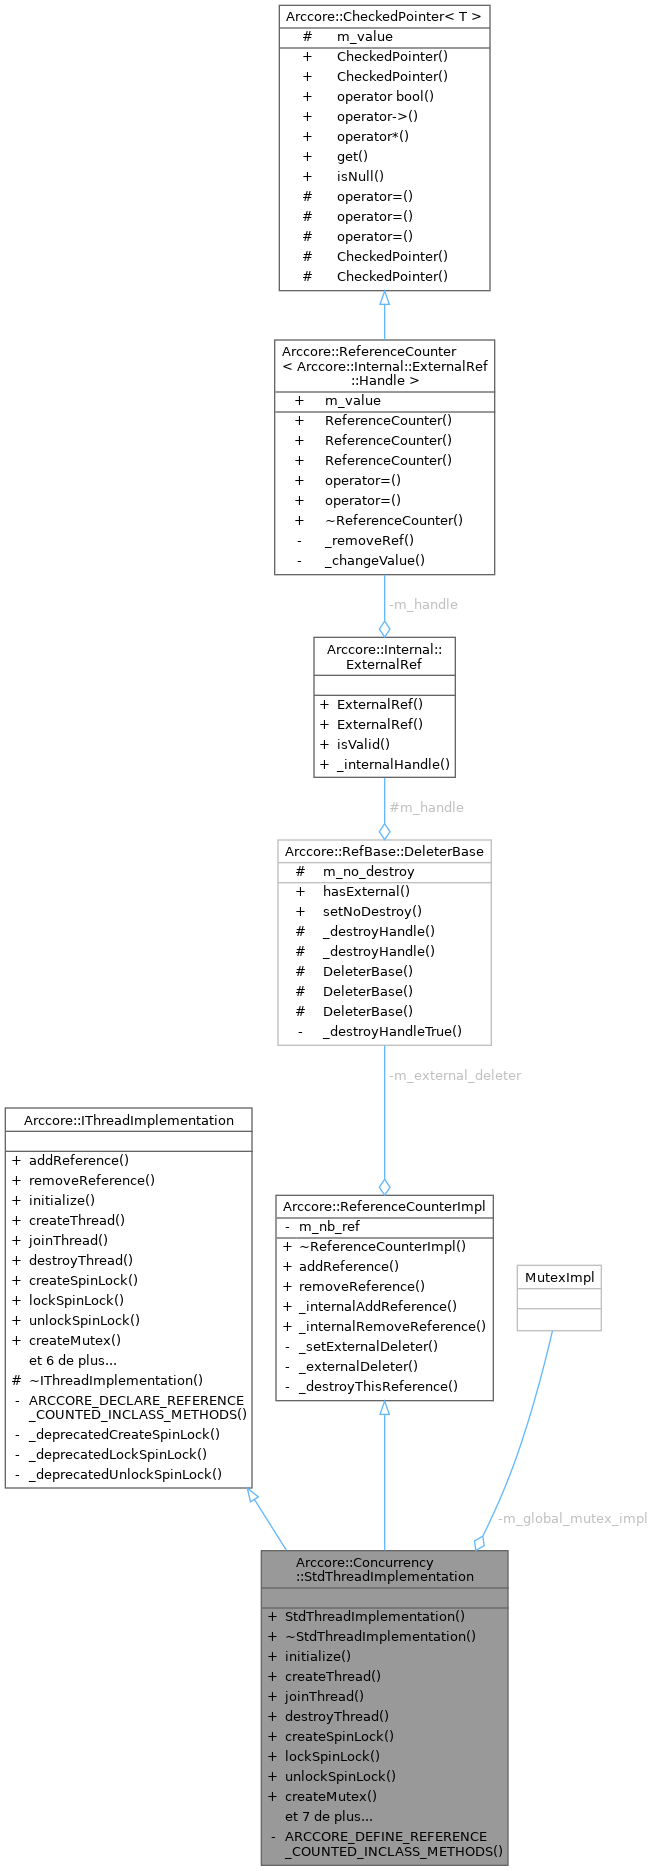 Arccore::CheckedPointer< T >
# m_value
+ CheckedPointer()
+ CheckedPointer()
+ operator bool()
+ operator->()
+ operator*()
+ get()
+ isNull()
# operator=()
# operator=()
# operator=()
# CheckedPointer()
# CheckedPointer()
Arccore::ReferenceCounter
< Arccore::Internal::ExternalRef
::Handle >
+ m_value
+ ReferenceCounter()
+ ReferenceCounter()
+ ReferenceCounter()
+ operator=()
+ operator=()
+ ~ReferenceCounter()
- _removeRef()
- _changeValue()
-m_handle
Arccore::Internal::
ExternalRef
+ ExternalRef()
+ ExternalRef()
+ isValid()
+ _internalHandle()
#m_handle
Arccore::RefBase::DeleterBase
# m_no_destroy
+ hasExternal()
+ setNoDestroy()
# _destroyHandle()
# _destroyHandle()
# DeleterBase()
# DeleterBase()
# DeleterBase()
- _destroyHandleTrue()
-m_external_deleter
Arccore::IThreadImplementation
+ addReference()
+ removeReference()
+ initialize()
+ createThread()
+ joinThread()
+ destroyThread()
+ createSpinLock()
+ lockSpinLock()
+ unlockSpinLock()
+ createMutex()
et 6 de plus...
# ~IThreadImplementation()
- ARCCORE_DECLARE_REFERENCE
_COUNTED_INCLASS_METHODS()
- _deprecatedCreateSpinLock()
- _deprecatedLockSpinLock()
- _deprecatedUnlockSpinLock()
Arccore::ReferenceCounterImpl
- m_nb_ref
+ ~ReferenceCounterImpl()
+ addReference()
+ removeReference()
+ _internalAddReference()
+ _internalRemoveReference()
- _setExternalDeleter()
- _externalDeleter()
- _destroyThisReference()
MutexImpl
-m_global_mutex_impl
Arccore::Concurrency
::StdThreadImplementation
+ StdThreadImplementation()
+ ~StdThreadImplementation()
+ initialize()
+ createThread()
+ joinThread()
+ destroyThread()
+ createSpinLock()
+ lockSpinLock()
+ unlockSpinLock()
+ createMutex()
et 7 de plus...
- ARCCORE_DEFINE_REFERENCE
_COUNTED_INCLASS_METHODS()